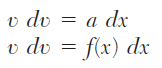 v dv = a dx
v dv = f(x) dx